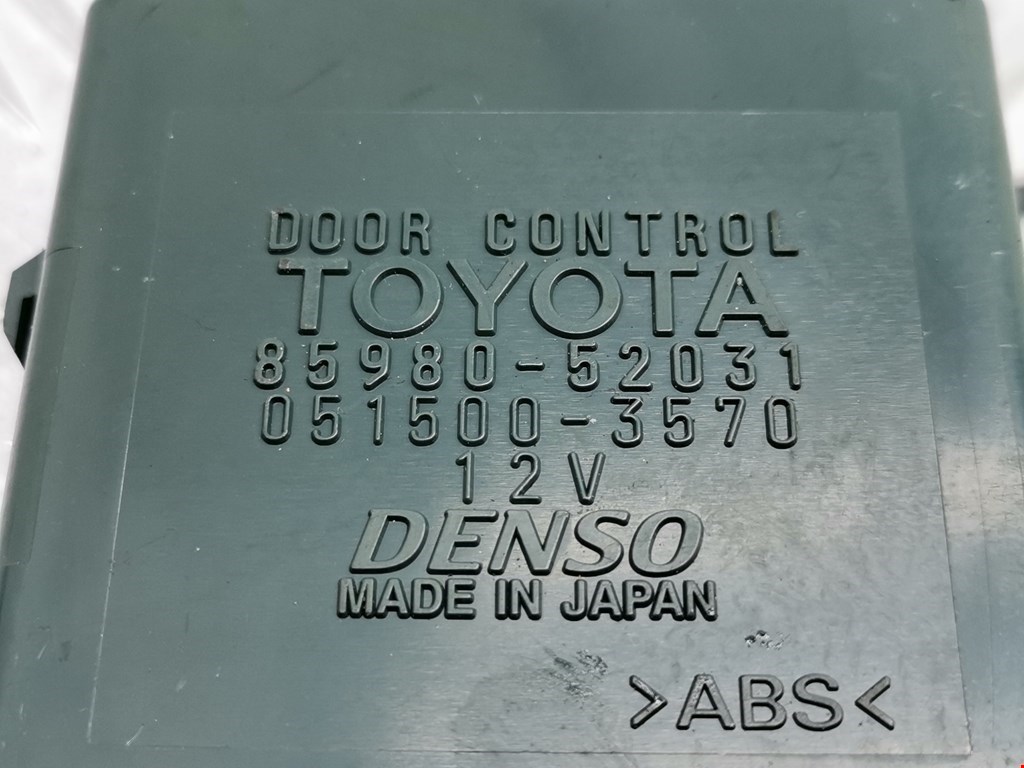 DOOR CONTROL
TOYOTA
85980-52031
051500-3570
12V
DENSO
MADE IN JAPAN
>ABS<